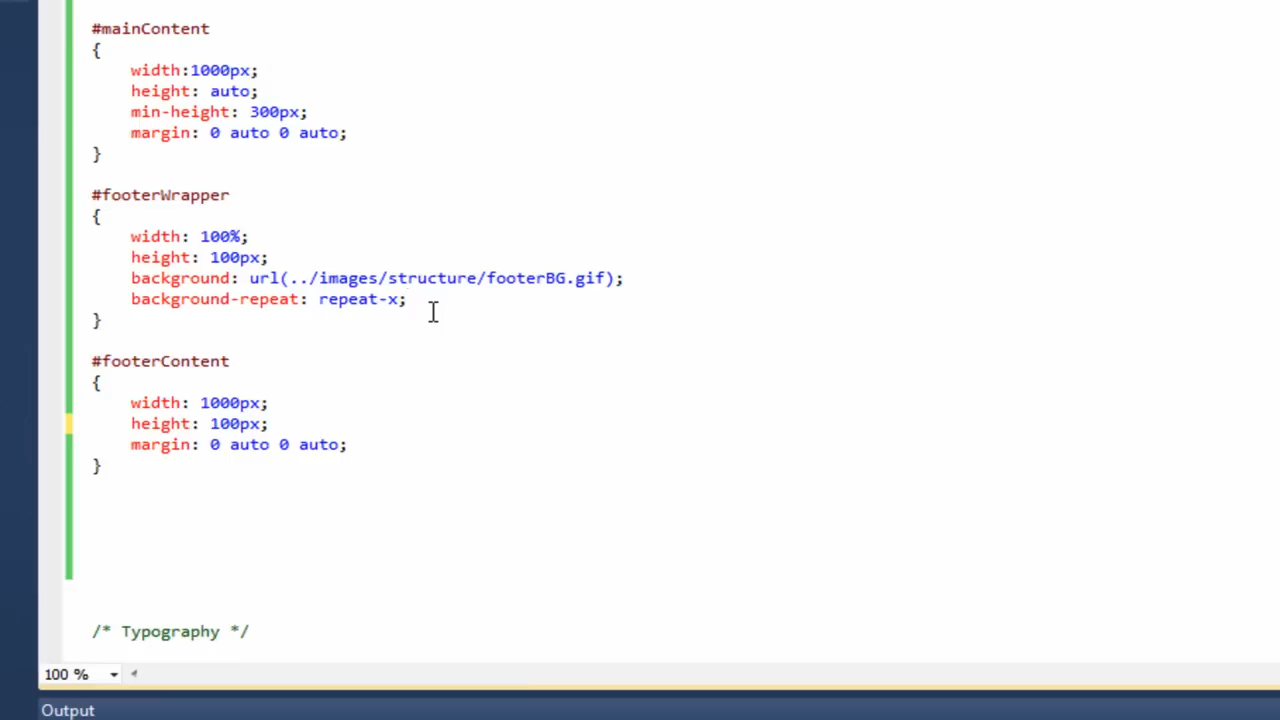 #mainContent
{
width:1000px;
height: auto;
min-height: 300px;
margin: 0 auto 0 auto;
}
#footerWrapper
{
width: 100%;
height: 100px;
background: url(../images/structure/footerBG.gif);
background-repeat: repeat-x;
}
#footerContent
{
width: 1000px;
height: 100px;
margin: 0 auto 0 auto;
}
/* Typography */
100 %
Output